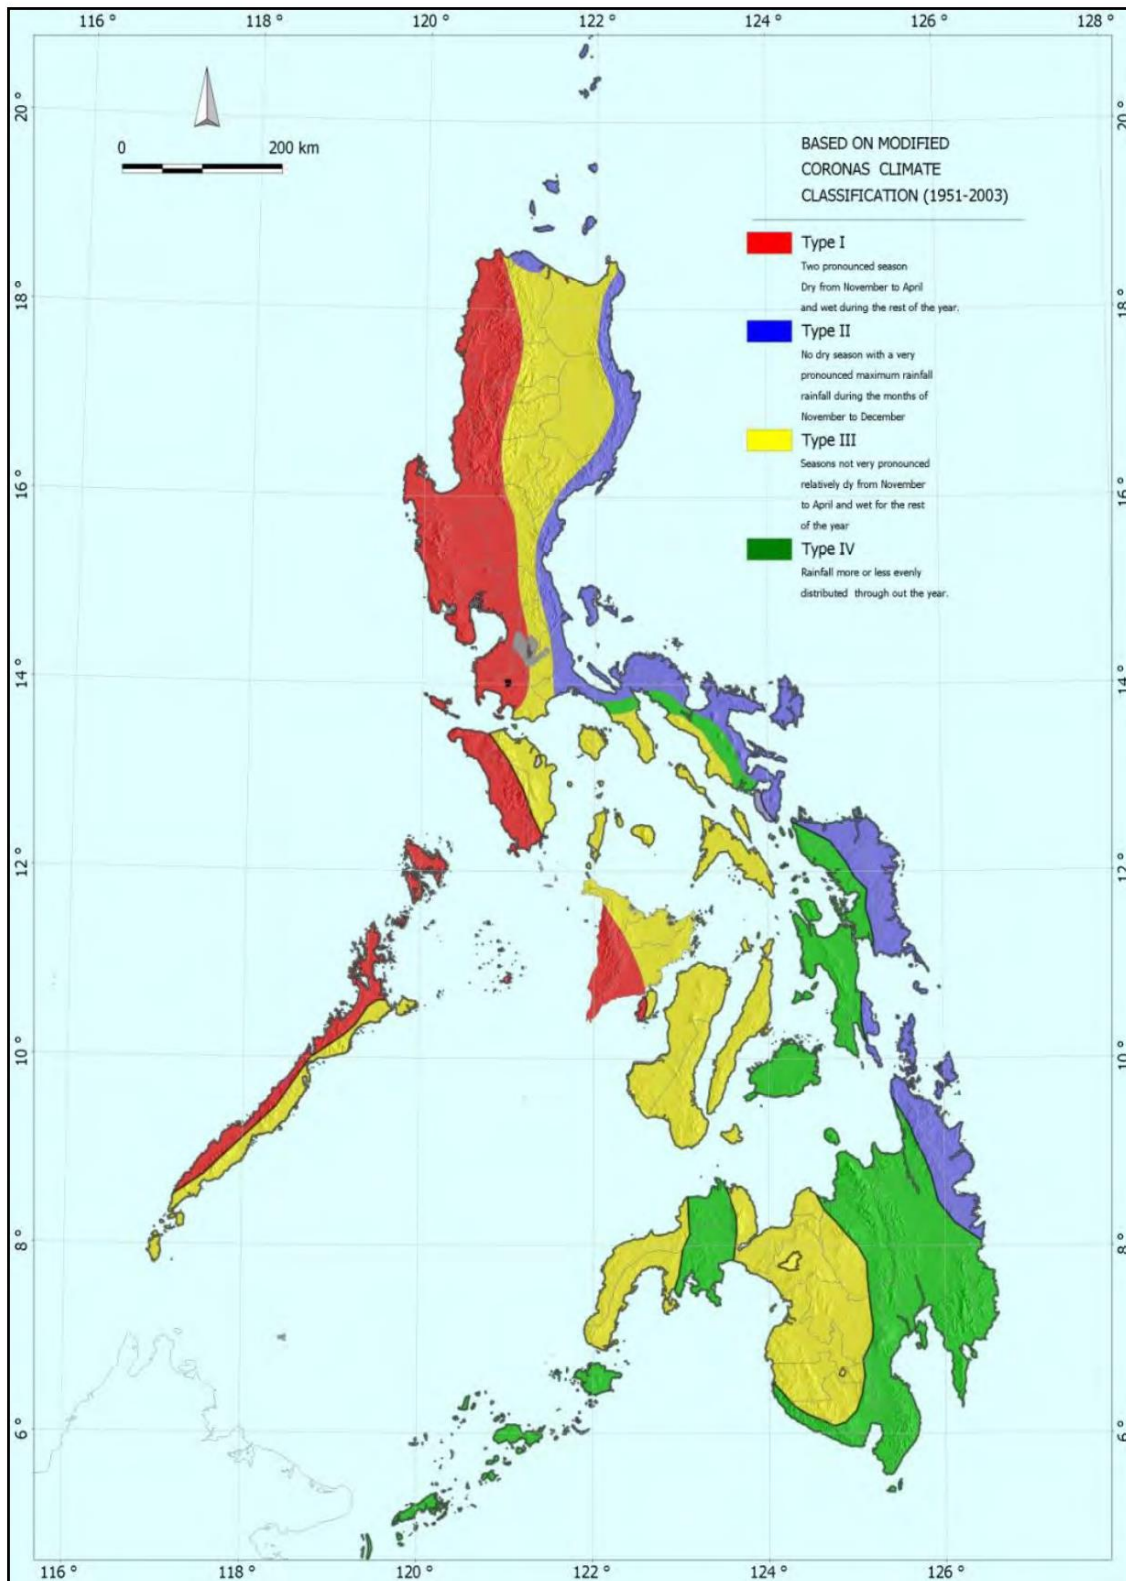 116 ° 118 ° 120 ° 122 ° 124 ° 126 ° 128 °
20 ° 20 °
0 200 km
BASED ON MODIFIED
CORONAS CLIMATE
CLASSIFICATION (1951-2003)
Type I
Two pronounced season
Dry from November to April
and wet during the rest of the year.
18 ° 18 °
Type II
No dry season with a very
pronounced maximum rainfall
rainfall during the months of
November to December
Type III
Seasons not very pronounced
relatively dy from November
to April and wet for the rest
of the year
16 ° 16 °
Type IV
Rainfall more or less evenly
distributed through out the year.
14 ° 14 °
12 ° 12 °
10 ° 10 °
8 ° 8 °
6 ° 6 °
116 ° 118 ° 120 ° 122 ° 124 ° 126 °